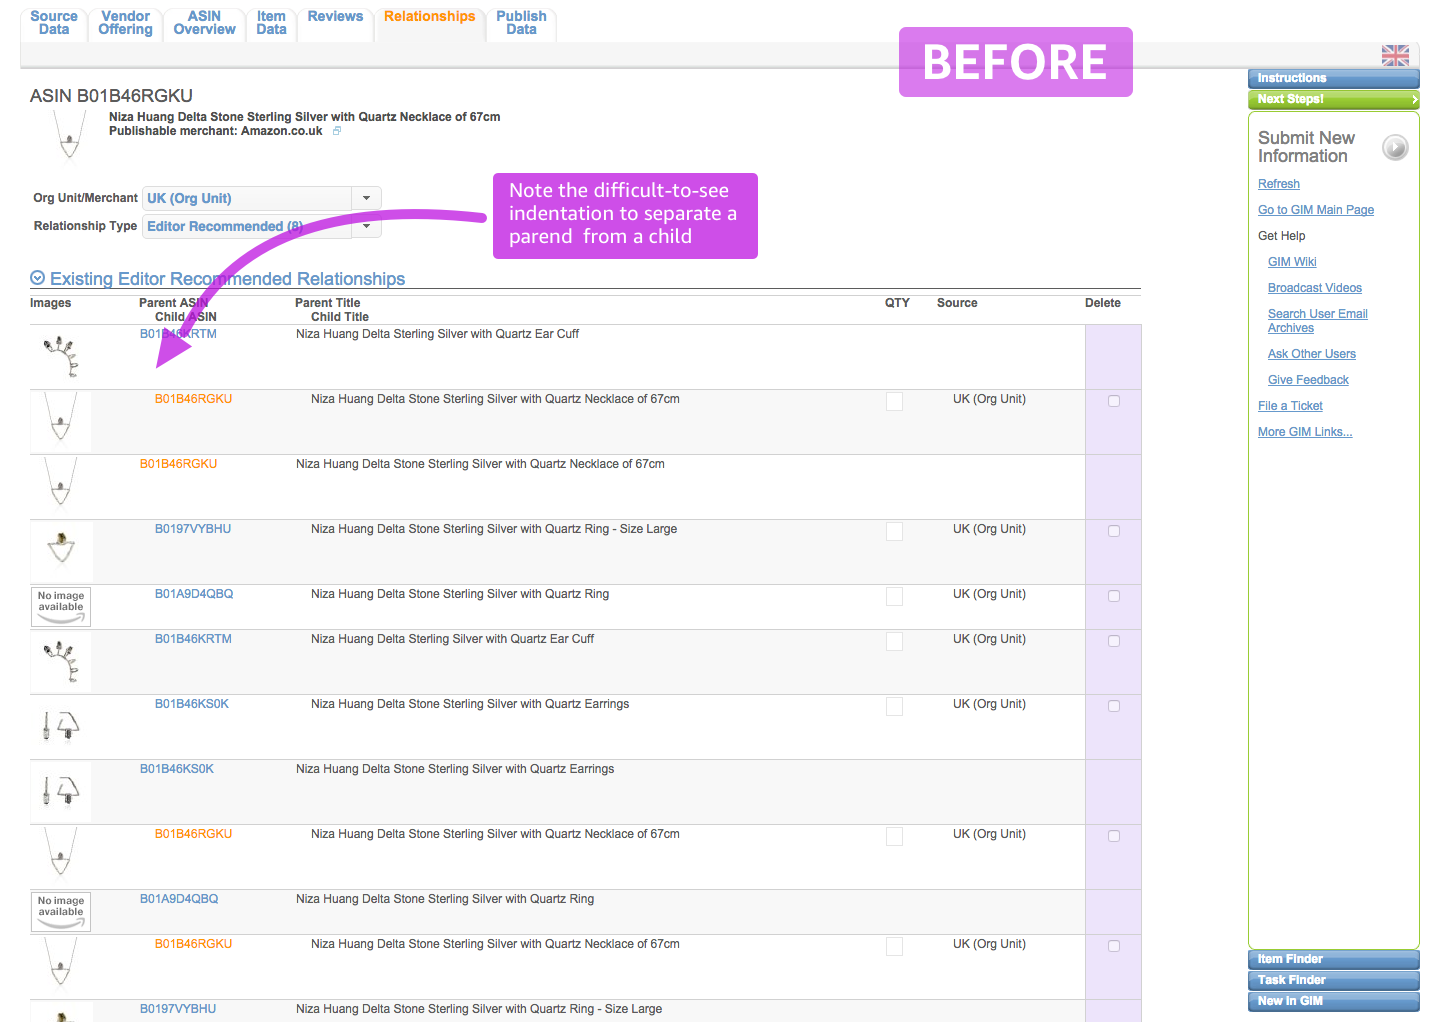 Source Data
Vendor Offering
ASIN Overview
Item Data
Reviews
Relationships
Publish Data
BEFORE
ASIN B01B46RGKU
Niza Huang Delta Stone Sterling Silver with Quartz Necklace of 67cm
Publishable merchant: Amazon.co.uk
Org Unit/Merchant UK (Org Unit)
Relationship Type Editor Recommended (8)
Note the difficult-to-see
indentation to separate a
parend from a child
Existing Editor Recommended Relationships
Images Parent ASIN Parent Title QTY Source Delete
Child ASIN Child Title
B01B46KRTM Niza Huang Delta Sterling Silver with Quartz Ear Cuff
B01B46RGKU Niza Huang Delta Stone Sterling Silver with Quartz Necklace of 67cm UK (Org Unit)
B01B46RGKU Niza Huang Delta Stone Sterling Silver with Quartz Necklace of 67cm
B0197VYBHU Niza Huang Delta Stone Sterling Silver with Quartz Ring - Size Large UK (Org Unit)
No image available B01A9D4QBQ Niza Huang Delta Stone Sterling Silver with Quartz Ring UK (Org Unit)
B01B46KRTM Niza Huang Delta Sterling Silver with Quartz Ear Cuff UK (Org Unit)
B01B46KS0K Niza Huang Delta Stone Sterling Silver with Quartz Earrings UK (Org Unit)
B01B46KS0K Niza Huang Delta Stone Sterling Silver with Quartz Earrings
B01B46RGKU Niza Huang Delta Stone Sterling Silver with Quartz Necklace of 67cm UK (Org Unit)
No image available B01A9D4QBQ Niza Huang Delta Stone Sterling Silver with Quartz Ring
B01B46RGKU Niza Huang Delta Stone Sterling Silver with Quartz Necklace of 67cm UK (Org Unit)
B0197VYBHU Niza Huang Delta Stone Sterling Silver with Quartz Ring - Size Large
Instructions
Next Steps!
Submit New
Information
Refresh
Go to GIM Main Page
Get Help
GIM Wiki
Broadcast Videos
Search User Email
Archives
Ask Other Users
Give Feedback
File a Ticket
More GIM Links...
Item Finder
Task Finder
New in GIM